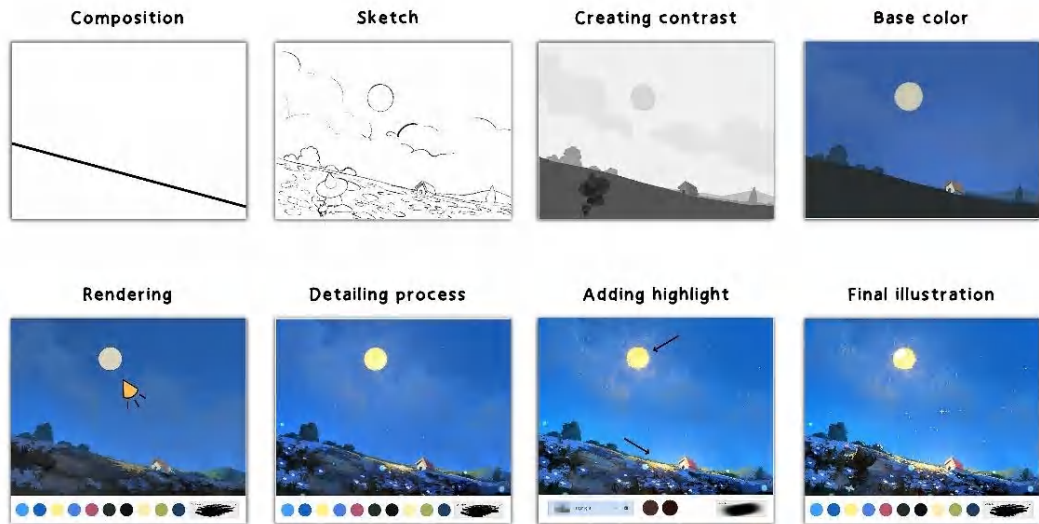 Composition
Sketch
Creating contrast
Base color
Rendering
Detailing process
Adding highlight
Final illustration